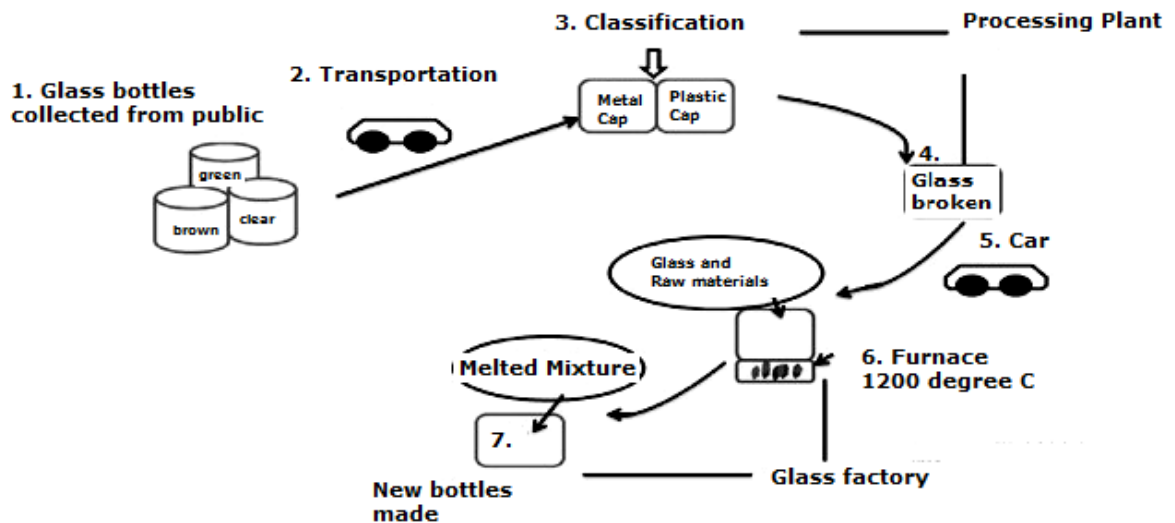 1. Glass bottles
collected from public
green
brown
clear
2. Transportation
3. Classification
Metal
Cap
Plastic
Cap
Processing Plant
4.
Glass
broken
5. Car
Glass and
Raw materials
6. Furnace
1200 degree C
Melted Mixture
7.
New bottles
made
Glass factory